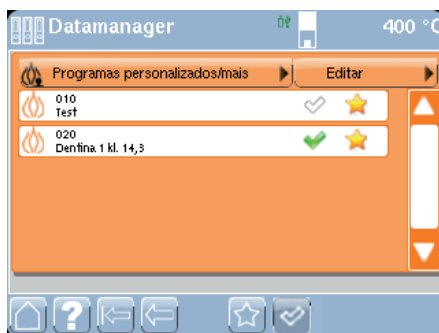 Datamanager
400 °C
Programas personalizados/mais
Editar
010
Test
020
Dentina 1 kl. 14,3
?